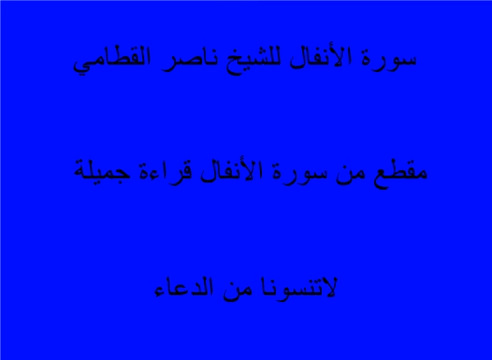 سورة الأنفال للشيخ ناصر القطامي
مقطع من سورة الأنفال قراءة جميلة
لاتنسونا من الدعاء